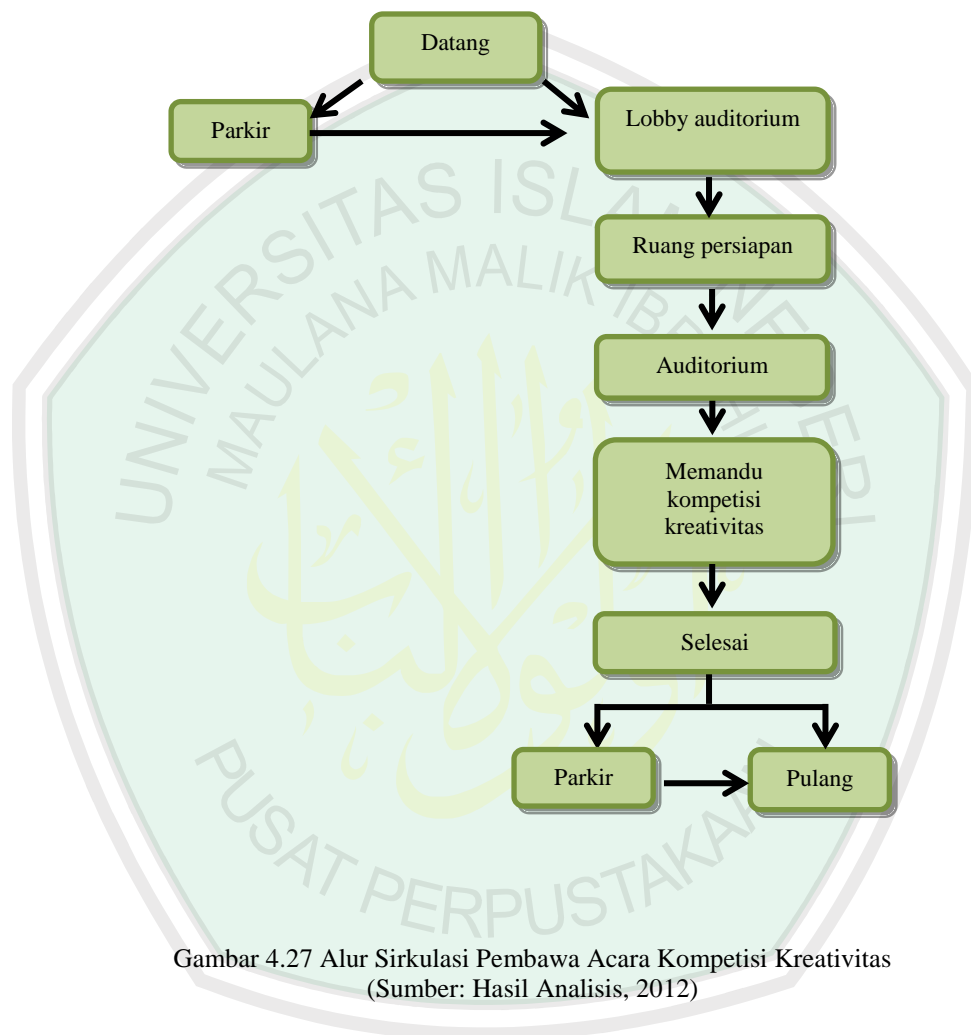 Datang
Parkir
Lobby auditorium
Ruang persiapan
Auditorium
Memandu
kompetisi
kreativitas
Selesai
Parkir
Pulang
UNIVERSITAS ISLAM NEGERI
MAULANA MALIK IBRAHIM
PUSAT PERPUSTAKAAN
Gambar 4.27 Alur Sirkulasi Pembawa Acara Kompetisi Kreativitas
(Sumber: Hasil Analisis, 2012)